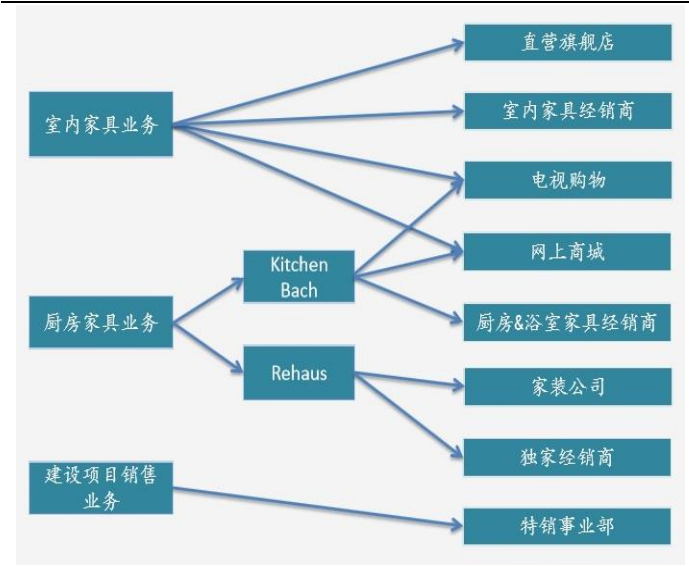 直营旗舰店
室内家具业务
室内家具经销商
电视购物
网上商城
Kitchen
Bach
厨房家具业务
厨房&浴室家具经销商
Rehaus
家装公司
独家经销商
建设项目销售
业务
特销事业部